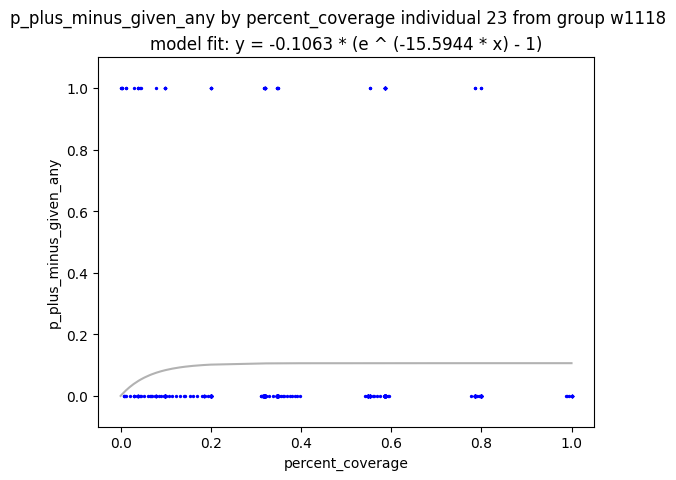 p_plus_minus_given_any by percent_coverage individual 23 from group w1118
model fit: y = -0.1063 * (e ^ (-15.5944 * x) - 1)
1.0
0.8
0.6
0.4
0.2
0.0
p_plus_minus_given_any
0.0 0.2 0.4 0.6 0.8 1.0
percent_coverage